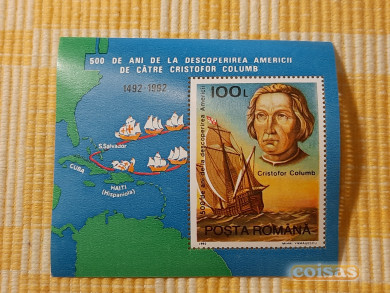 500 DE ANI DE LA DESCOPERIREA AMERICII
DE CĂTRE CRISTOFOR COLUMB
1492-1992
100L
500 de ani de la descoperirea Americii
S.Salvador
CUBA
HAITI
(Hispaniola)
Cristofor Columb
POSTA ROMANA
coisas